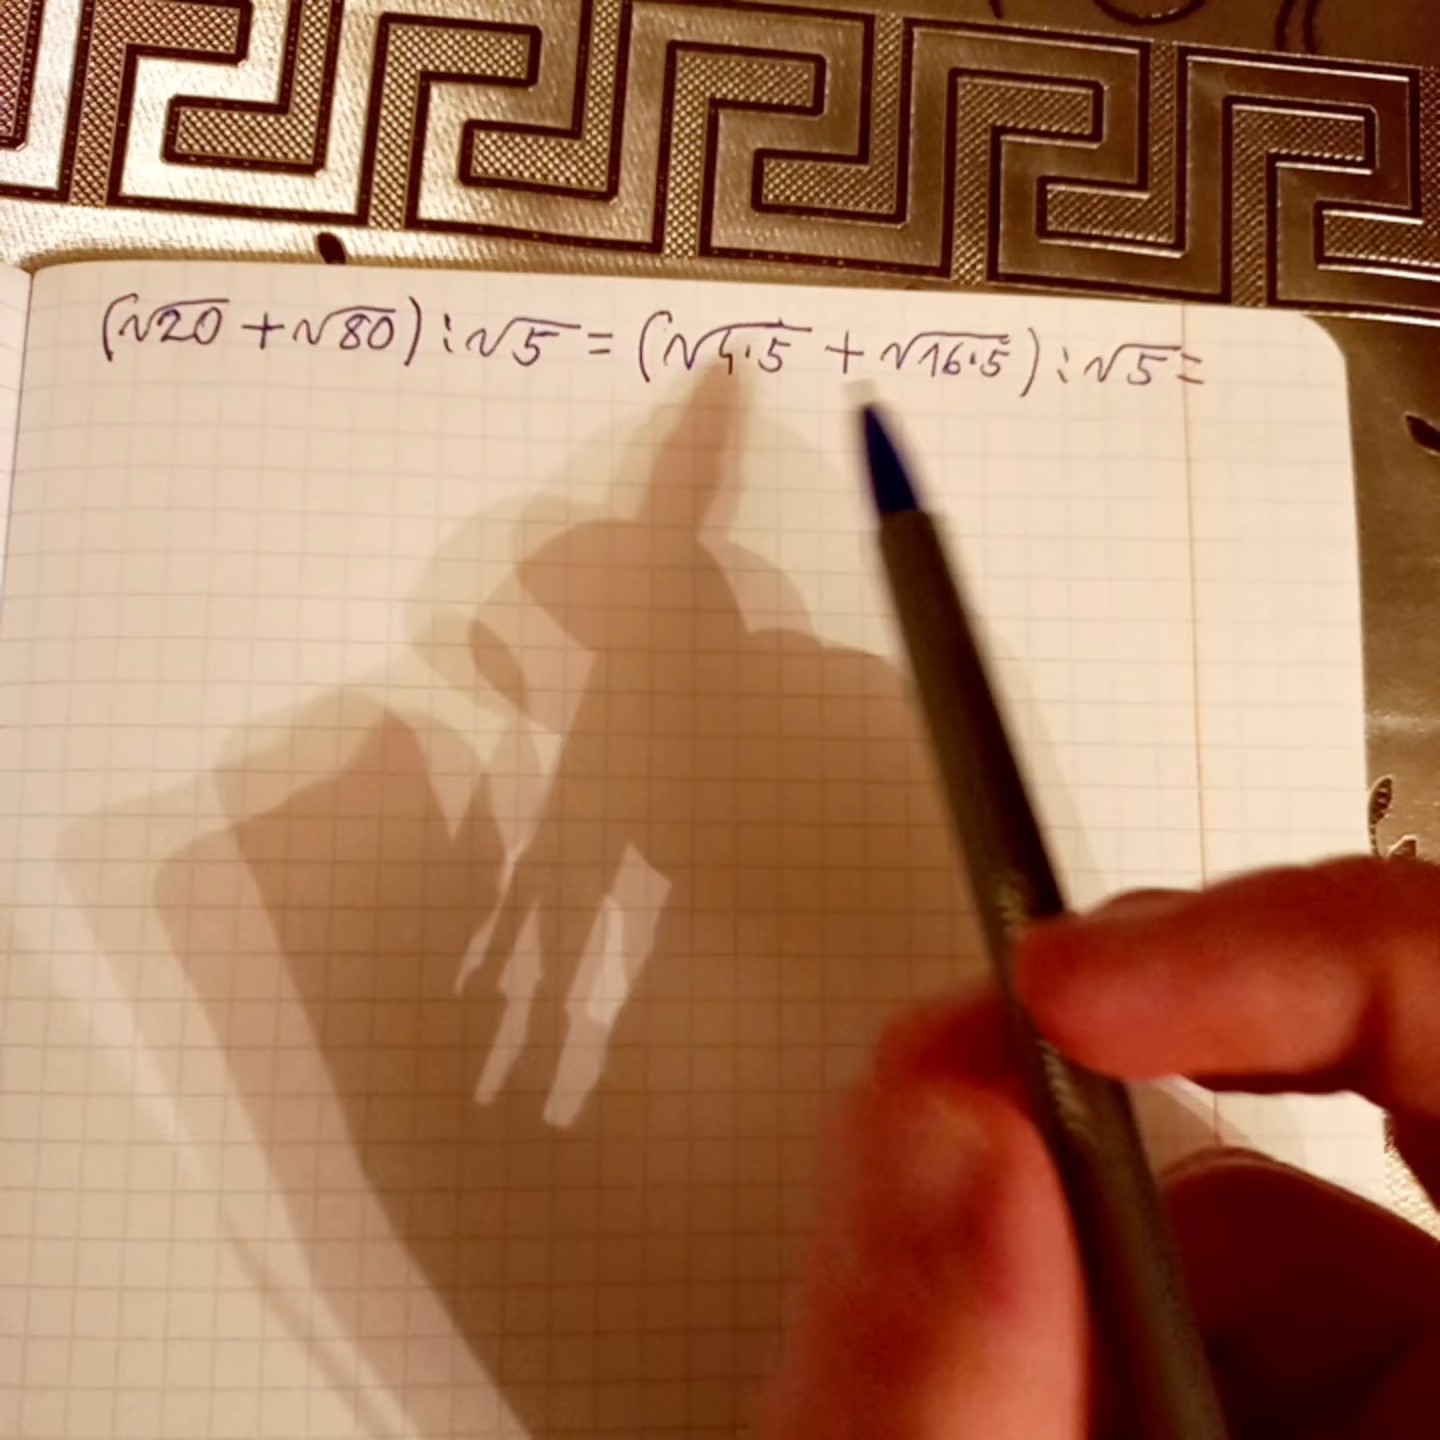 (√20 + √80) : √5 = (√4·5 + √16·5) : √5 =